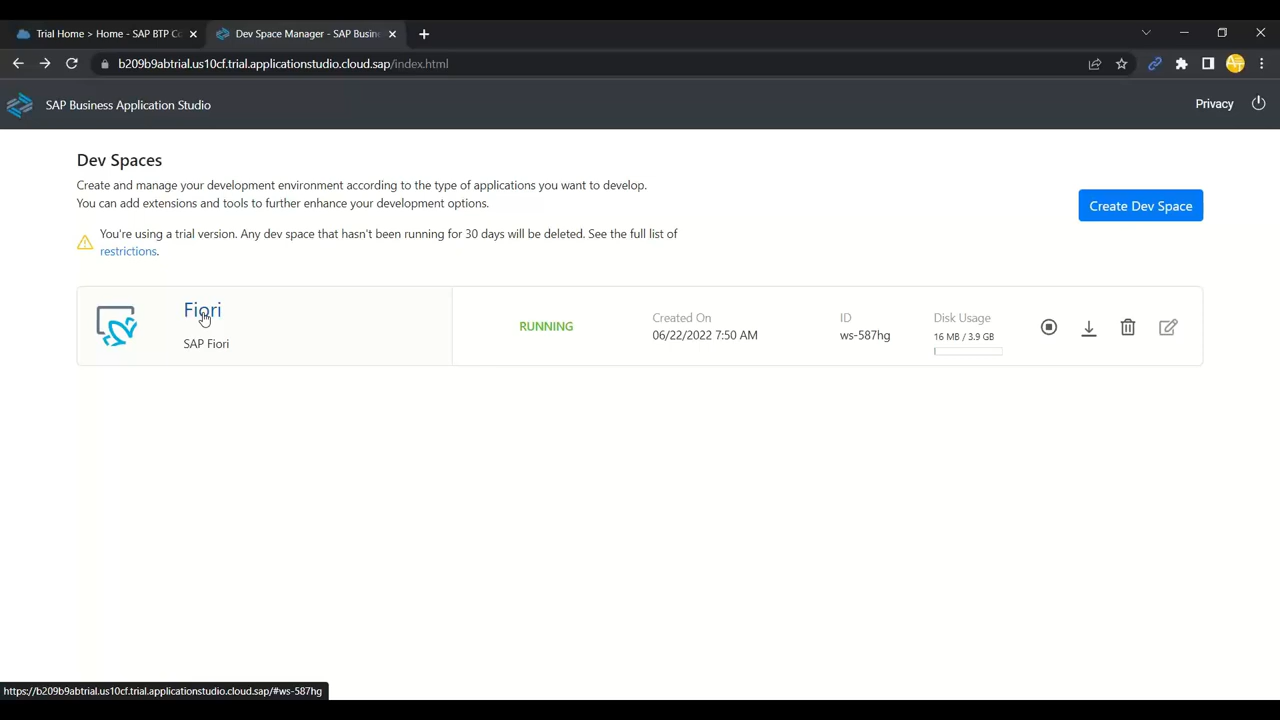 Trial Home > Home - SAP BTP Co
Dev Space Manager - SAP Busin
b209b9abtrial.us10cf.trial.applicationstudio.cloud.sap/index.html
SAP Business Application Studio
Privacy
Dev Spaces
Create and manage your development environment according to the type of applications you want to develop.
You can add extensions and tools to further enhance your development options.
Create Dev Space
You're using a trial version. Any dev space that hasn't been running for 30 days will be deleted. See the full list of
restrictions.
Fiori
SAP Fiori
RUNNING
Created On
06/22/2022 7:50 AM
ID
ws-587hg
Disk Usage
16 MB / 3.9 GB
https://b209b9abtrial.us10cf.trial.applicationstudio.cloud.sap/#ws-587hg